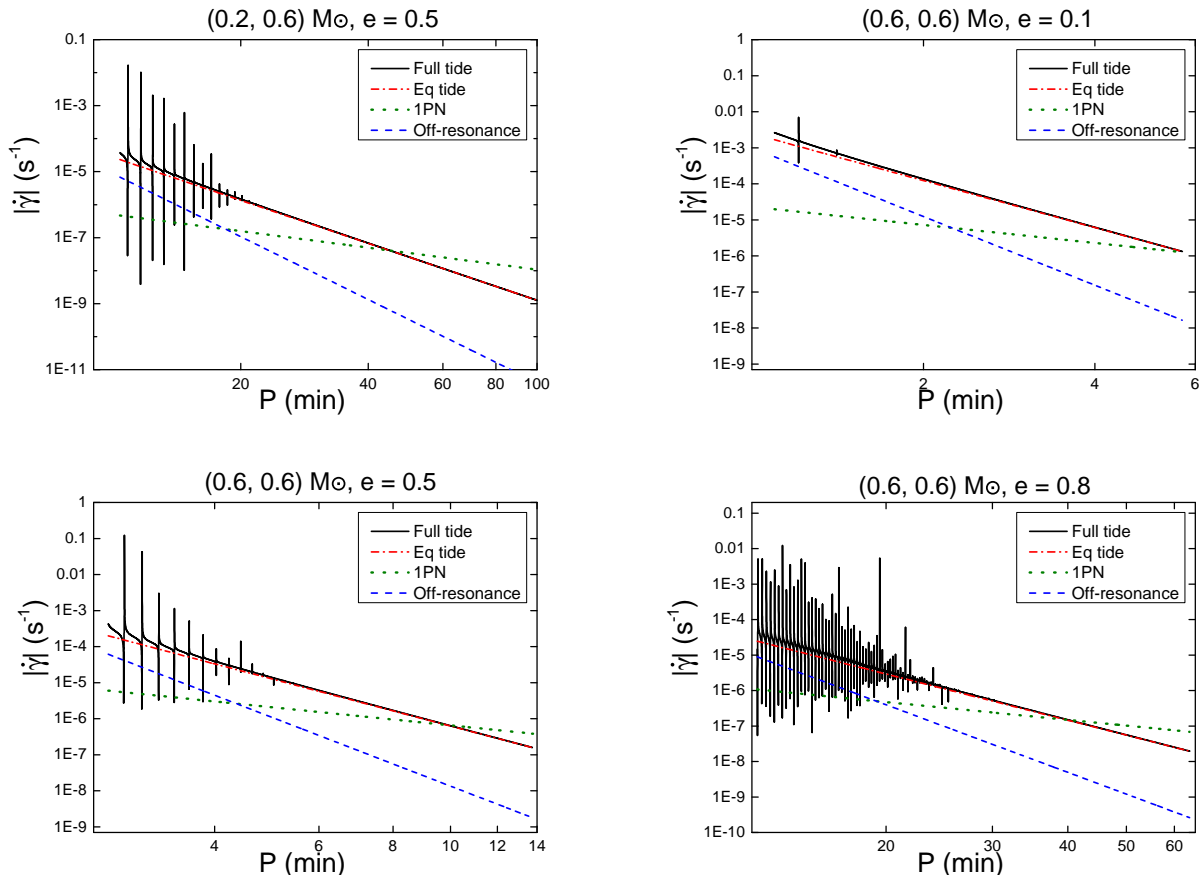 (0.2, 0.6) M⊙, e = 0.5
0.1
1E-3
1E-5
1E-7
1E-9
1E-11
|γ̇| (s⁻¹)
Full tide
Eq tide
1PN
Off-resonance
20
40
60
80
100
P (min)
(0.6, 0.6) M⊙, e = 0.1
1
0.1
0.01
1E-3
1E-4
1E-5
1E-6
1E-7
1E-8
1E-9
|γ̇| (s⁻¹)
Full tide
Eq tide
1PN
Off-resonance
2
4
6
P (min)
(0.6, 0.6) M⊙, e = 0.5
1
0.1
0.01
1E-3
1E-4
1E-5
1E-6
1E-7
1E-8
1E-9
|γ̇| (s⁻¹)
Full tide
Eq tide
1PN
Off-resonance
4
6
8
10
12
14
P (min)
(0.6, 0.6) M⊙, e = 0.8
0.1
0.01
1E-3
1E-4
1E-5
1E-6
1E-7
1E-8
1E-9
1E-10
|γ̇| (s⁻¹)
Full tide
Eq tide
1PN
Off-resonance
20
30
40
50
60
P (min)